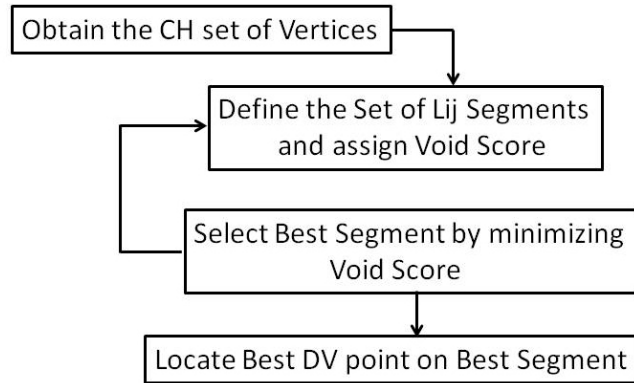 Obtain the CH set of Vertices
Define the Set of Lij Segments
and assign Void Score
Select Best Segment by minimizing
Void Score
Locate Best DV point on Best Segment